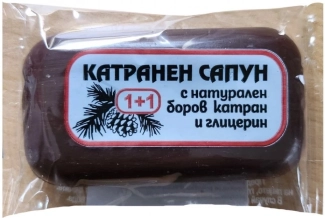 КАТРАНЕН САПУН
1+1
с натурален
боров катран
и глицерин